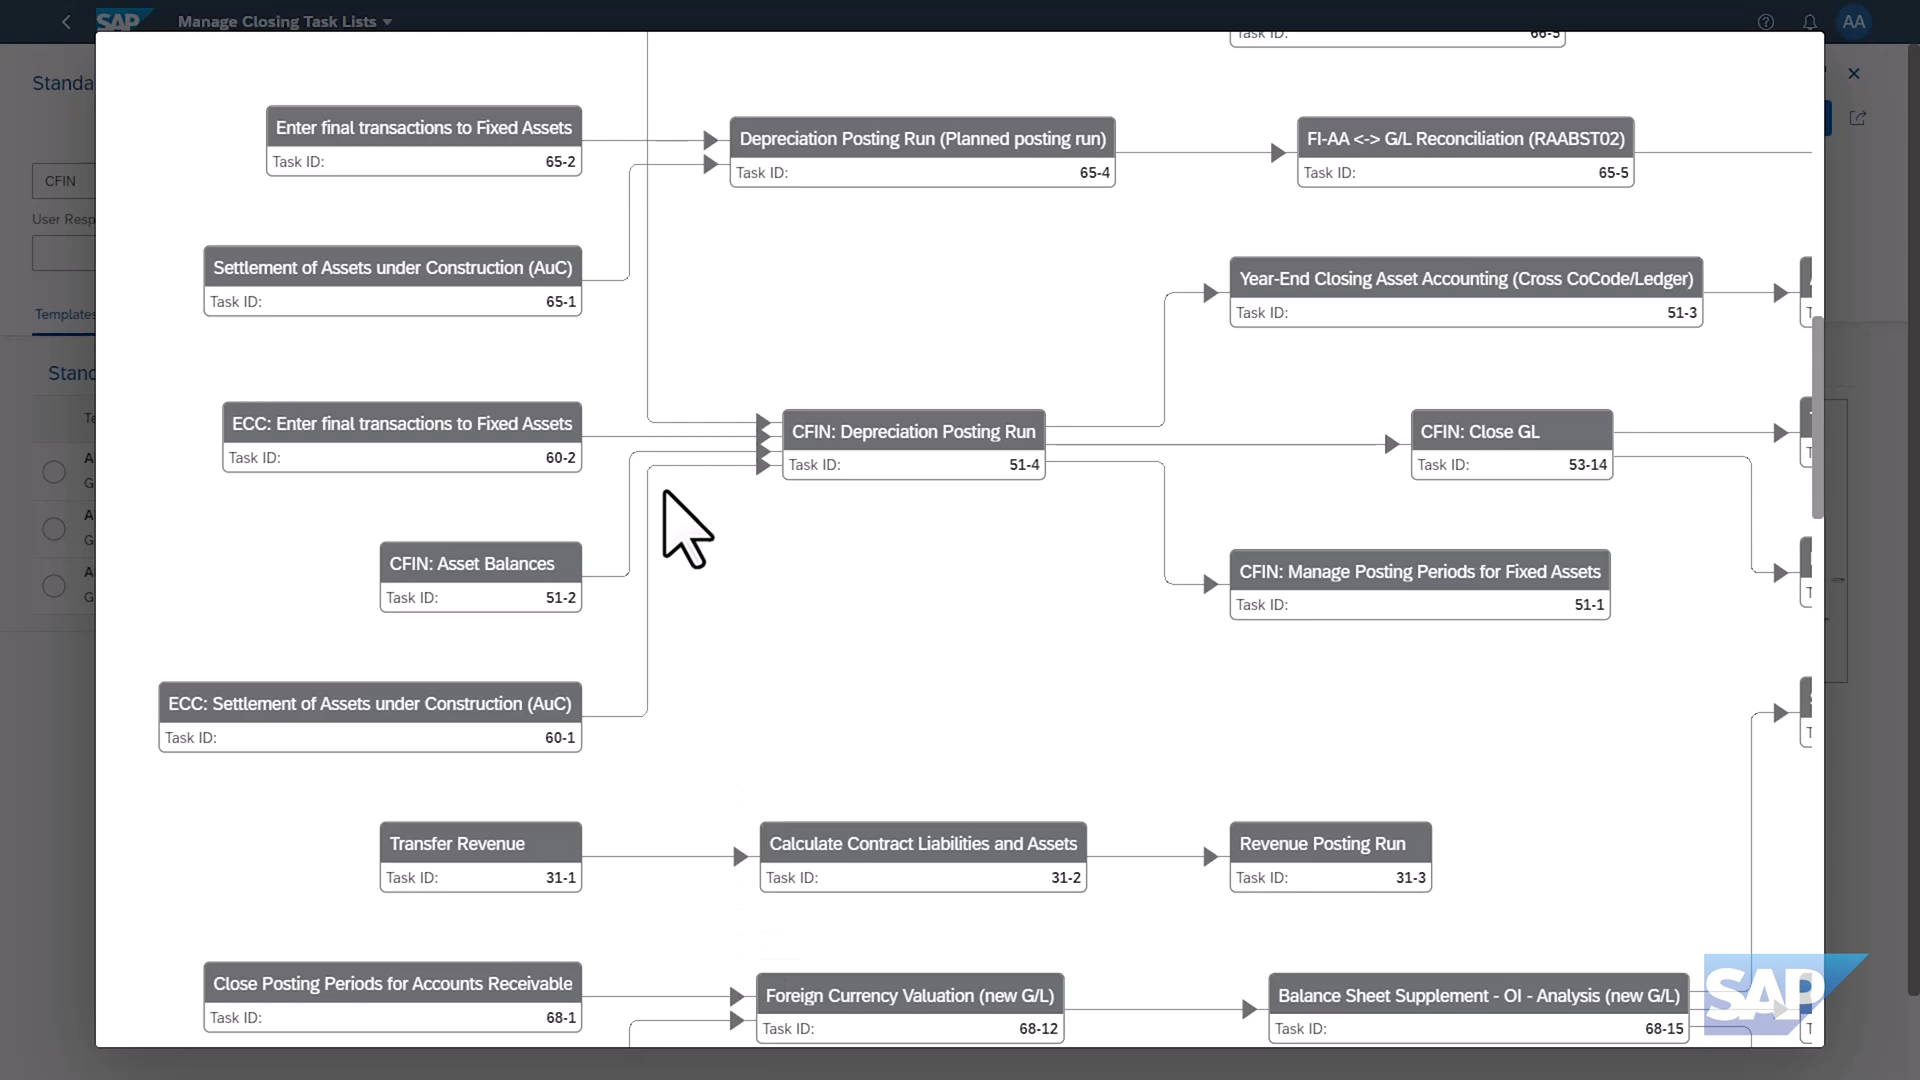 SAP
Manage Closing Task Lists
AA
Standa
CFIN
User Resp
Templates
Stand
Task ID: 66-5
Enter final transactions to Fixed Assets
Task ID: 65-2
Depreciation Posting Run (Planned posting run)
Task ID: 65-4
FI-AA <-> G/L Reconciliation (RAABST02)
Task ID: 65-5
Settlement of Assets under Construction (AuC)
Task ID: 65-1
Year-End Closing Asset Accounting (Cross CoCode/Ledger)
Task ID: 51-3
ECC: Enter final transactions to Fixed Assets
Task ID: 60-2
CFIN: Depreciation Posting Run
Task ID: 51-4
CFIN: Close GL
Task ID: 53-14
CFIN: Asset Balances
Task ID: 51-2
CFIN: Manage Posting Periods for Fixed Assets
Task ID: 51-1
ECC: Settlement of Assets under Construction (AuC)
Task ID: 60-1
Transfer Revenue
Task ID: 31-1
Calculate Contract Liabilities and Assets
Task ID: 31-2
Revenue Posting Run
Task ID: 31-3
Close Posting Periods for Accounts Receivable
Task ID: 68-1
Foreign Currency Valuation (new G/L)
Task ID: 68-12
Balance Sheet Supplement - OI - Analysis (new G/L)
Task ID: 68-15
SAP